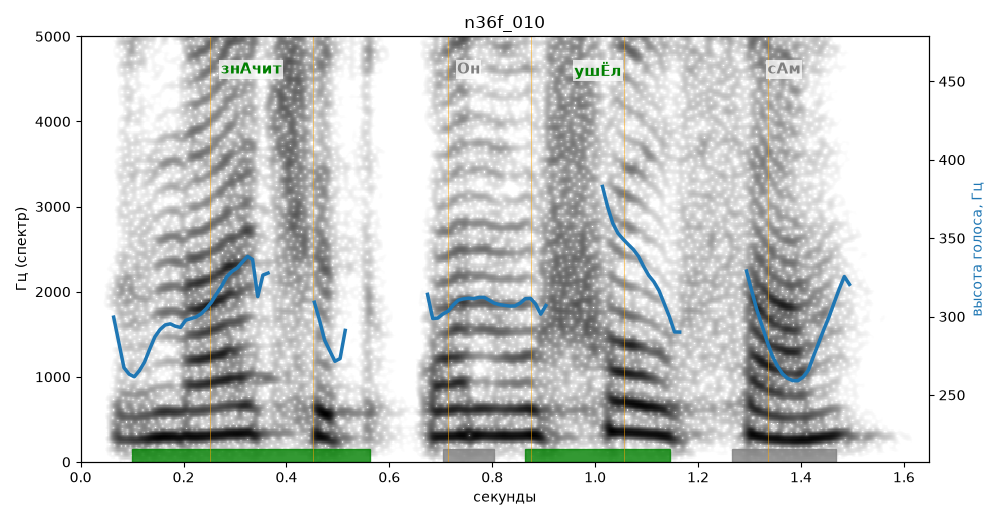 n36f_010
знАчит
Он
ушЁл
сАм
5000
4000
3000
2000
1000
0
Гц (спектр)
450
400
350
300
250
высота голоса, Гц
0.0 0.2 0.4 0.6 0.8 1.0 1.2 1.4 1.6
секунды